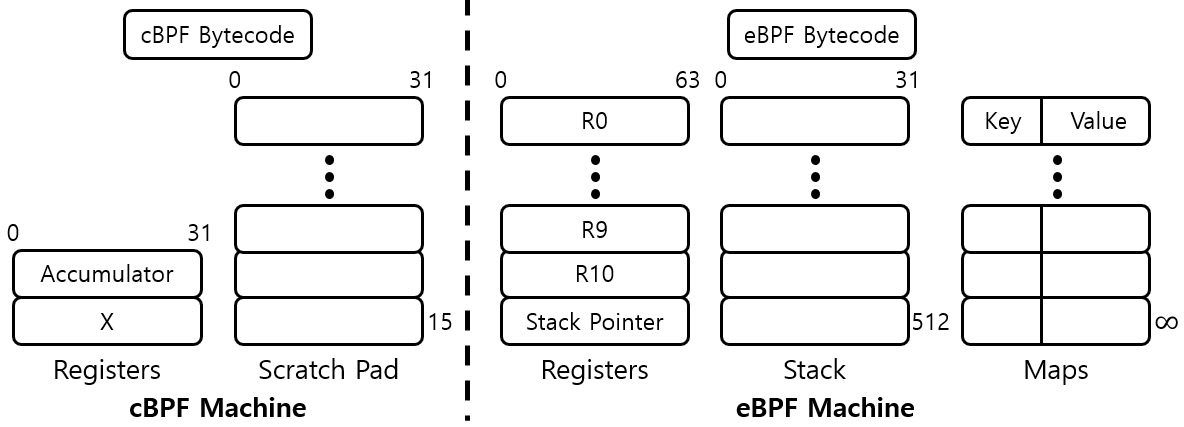 cBPF Bytecode
0 31
15
0 31
Accumulator
X
Registers
Scratch Pad
cBPF Machine
eBPF Bytecode
0 63
R0
R9
R10
Stack Pointer
Registers
0 31
512
Stack
Key Value
∞
Maps
eBPF Machine